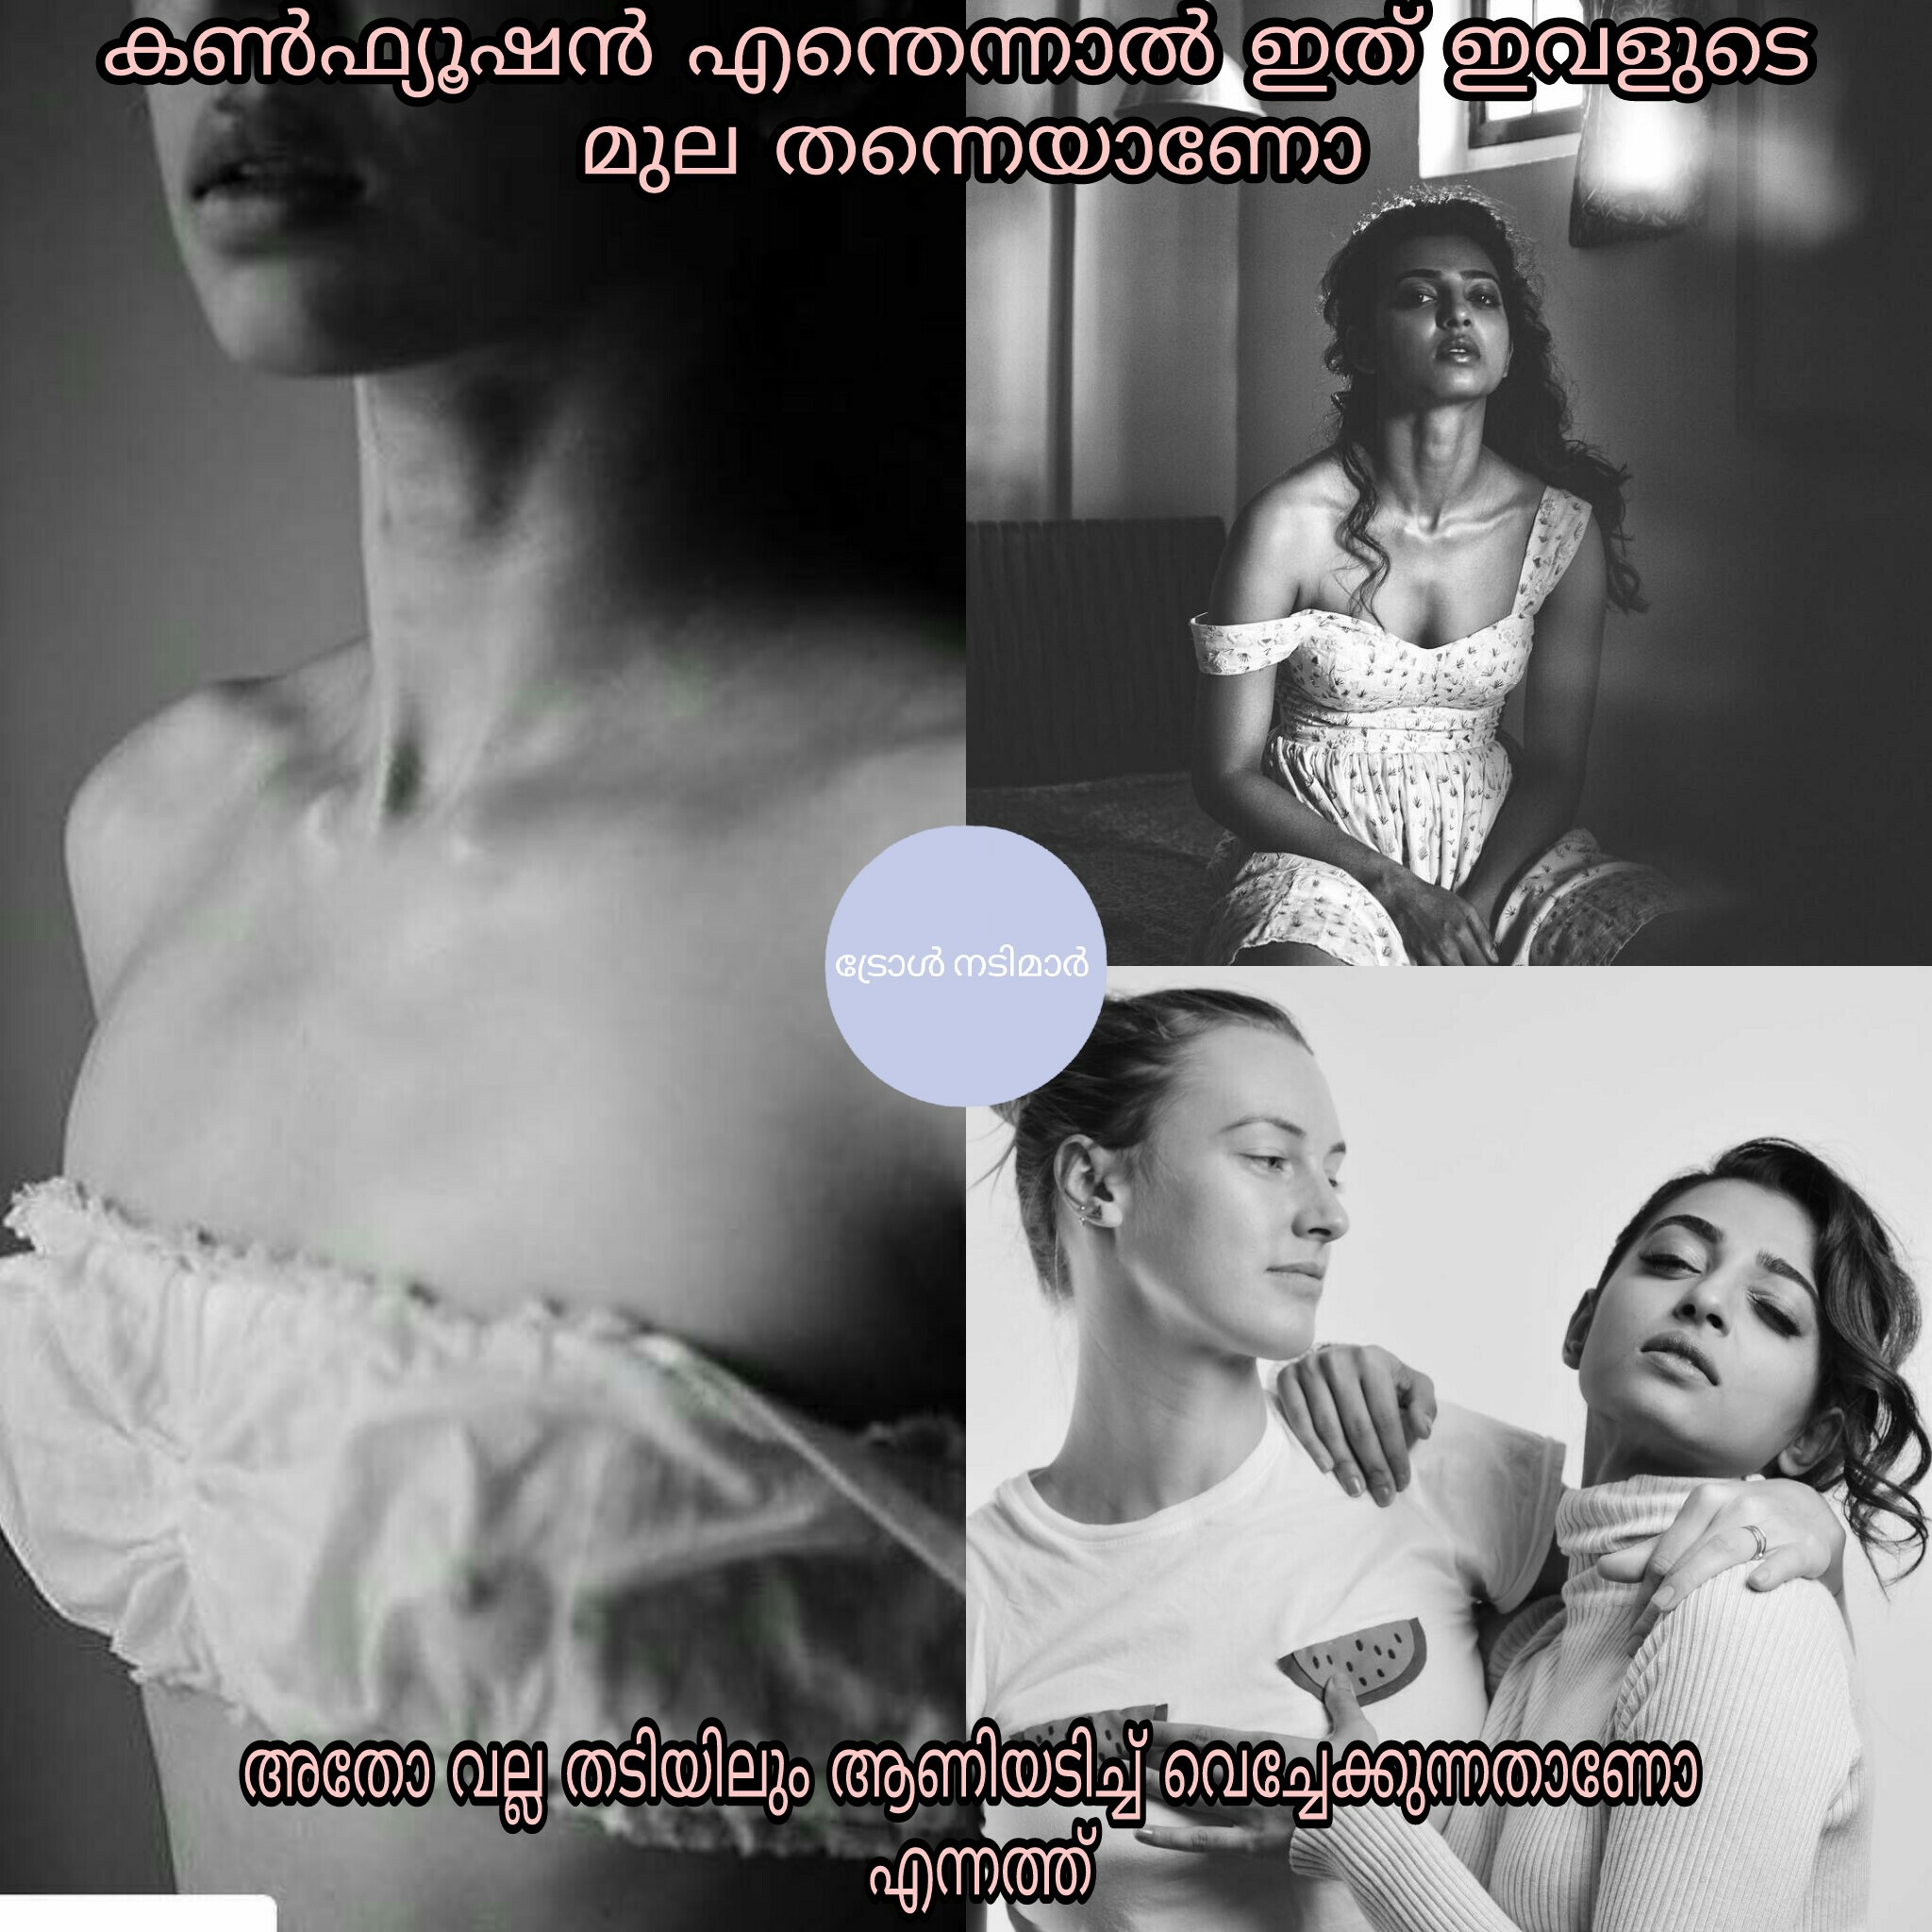 കൺഫ്യൂഷൻ എന്തെന്നാൽ ഇത് ഇവളുടെ
മുല തന്നെയാണോ
ട്രോൾ നടിമാർ
അതോ വല്ല തടിയിലും ആണിയടിച്ച് വെച്ചേക്കുന്നതാണോ
എന്നത്ത്